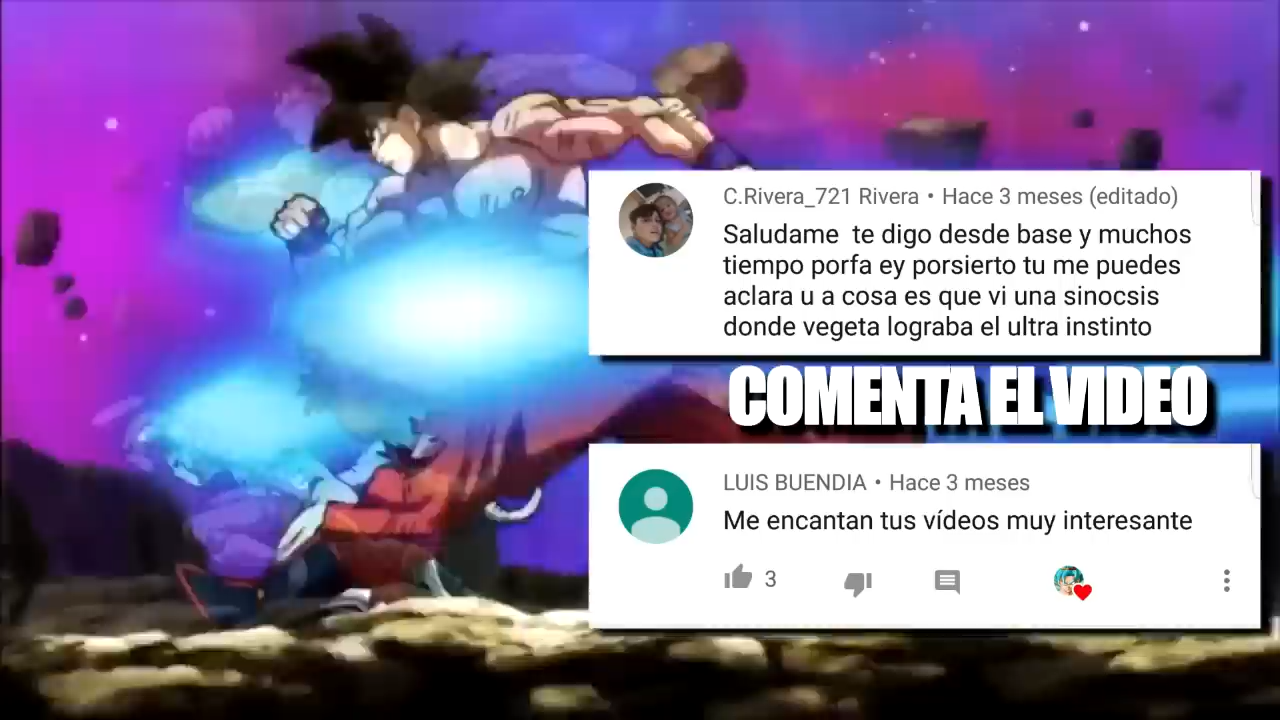 C.Rivera_721 Rivera • Hace 3 meses (editado)
Saludame te digo desde base y muchos
tiempo porfa ey porsierto tu me puedes
aclara u a cosa es que vi una sinocsis
donde vegeta lograba el ultra instinto
COMENTA EL VIDEO
LUIS BUENDIA • Hace 3 meses
Me encantan tus vídeos muy interesante
3